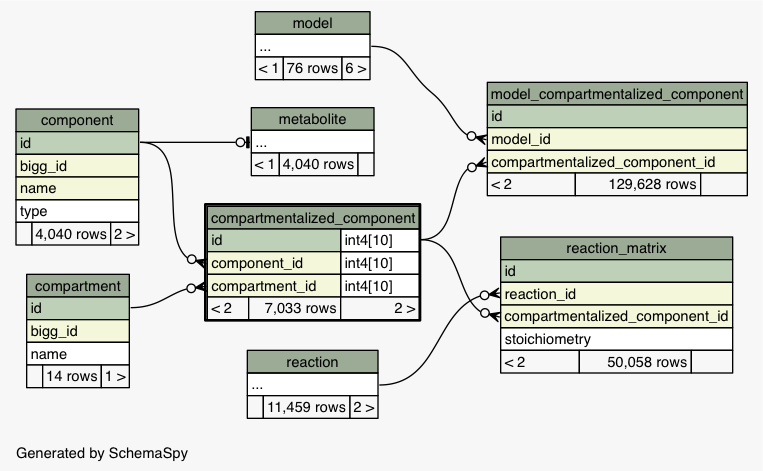 model
...
< 1 76 rows 6 >
model_compartmentalized_component
id
model_id
compartmentalized_component_id
< 2 129,628 rows
component
id
bigg_id
name
type
4,040 rows 2 >
metabolite
...
< 1 4,040 rows
compartmentalized_component
id int4[10]
component_id int4[10]
compartment_id int4[10]
< 2 7,033 rows 2 >
reaction_matrix
id
reaction_id
compartmentalized_component_id
stoichiometry
< 2 50,058 rows
compartment
id
bigg_id
name
14 rows 1 >
reaction
...
11,459 rows 2 >
Generated by SchemaSpy